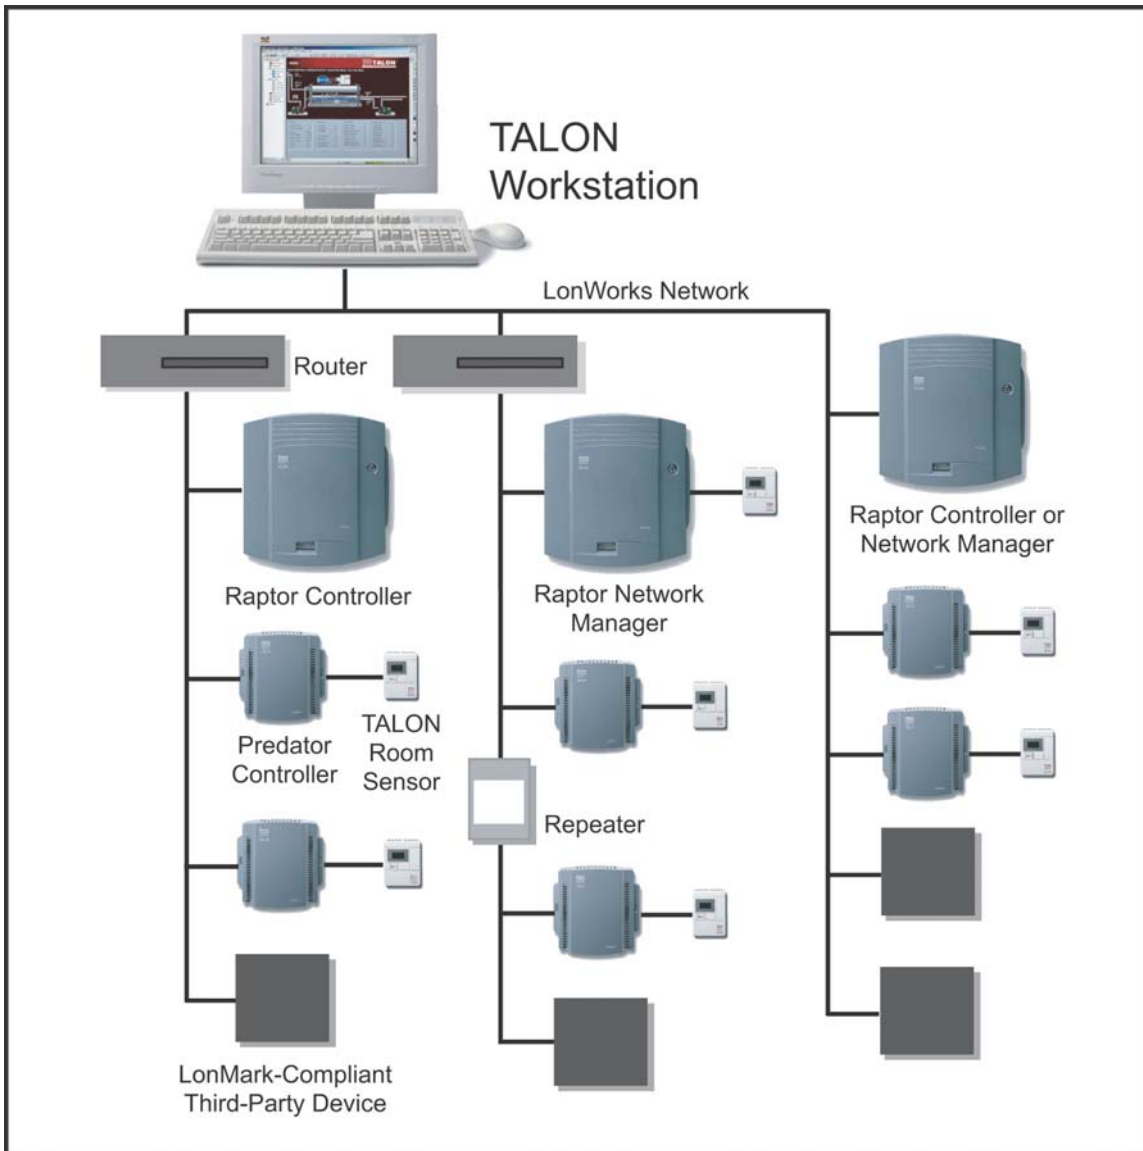 TALON
TALON
Workstation
LonWorks Network
Router
Raptor Controller
Raptor Network
Manager
Raptor Controller or
Network Manager
Predator
Controller
TALON
Room
Sensor
Repeater
LonMark-Compliant
Third-Party Device